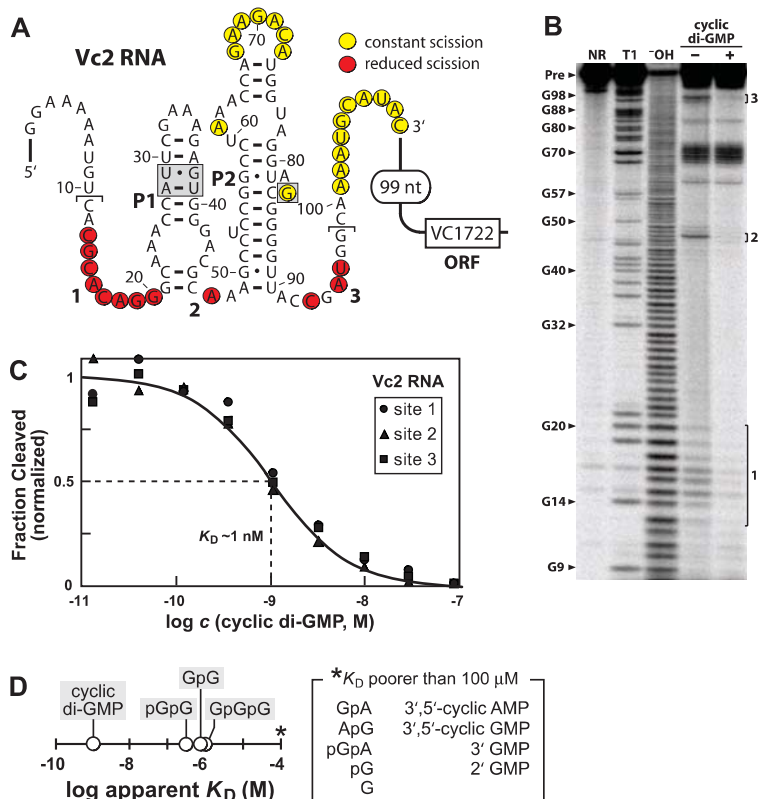 A
Vc2 RNA
constant scission
reduced scission
70
60
30
80
10
P1
P2
40
100
20
50
90
1
2
3
5′
3′
99 nt
VC1722
ORF
B
cyclic
di-GMP
NR T1 ⁻OH − +
Pre
G98
G88
G80
G70
G57
G50
G40
G32
G20
G14
G9
3
2
1
C
Vc2 RNA
site 1
site 2
site 3
Fraction Cleaved
(normalized)
1
0.5
0
K_D ~1 nM
-11 -10 -9 -8 -7
log c (cyclic di-GMP, M)
D
cyclic
di-GMP
pGpG
GpG
GpGpG
*
-10 -8 -6 -4 -2
log apparent K_D (M)
*K_D poorer than 100 µM
GpA 3′,5′-cyclic AMP
ApG 3′,5′-cyclic GMP
pGpA 3′ GMP
pG 2′ GMP
G